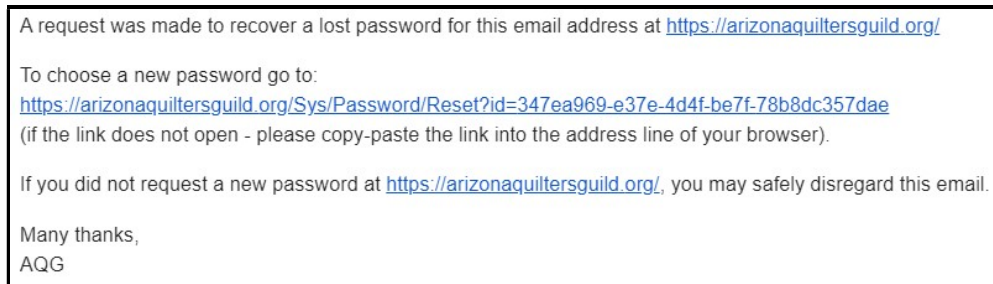 A request was made to recover a lost password for this email address at https://arizonaquiltersguild.org/
To choose a new password go to:
https://arizonaquiltersguild.org/Sys/Password/Reset?id=347ea969-e37e-4d4f-be7f-78b8dc357dae
(if the link does not open - please copy-paste the link into the address line of your browser).
If you did not request a new password at https://arizonaquiltersguild.org/, you may safely disregard this email.
Many thanks,
AQG